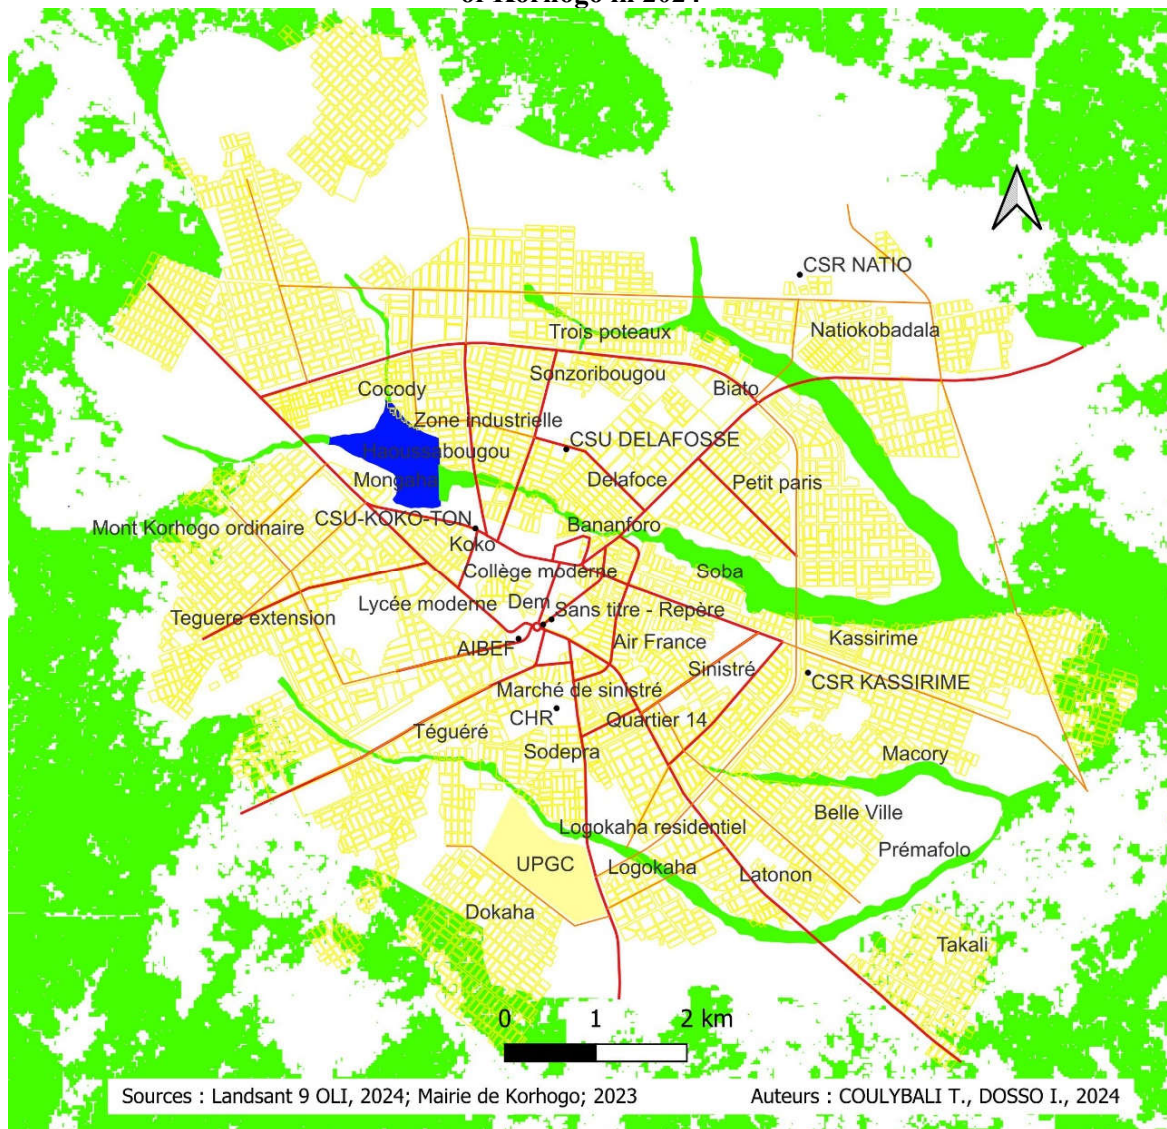 of Korhogo in 2024
CSR NATIO
Trois poteaux
Natiokobadala
Sonzoribougou
Cocody
Biato
Zone industrielle
CSU DELAFOSSE
Haoussabougou
Mongaha
Delafoce
Petit paris
CSU-KOKO-TON
Bananforo
Mont Korhogo ordinaire
Koko
Collège moderne
Soba
Lycée moderne
Dem
Sans titre - Repère
Teguere extension
AIBEF
Air France
Kassirime
Sinistré
CSR KASSIRIME
Marché de sinistré
CHR
Quartier 14
Téguéré
Sodepra
Macory
Belle Ville
Logokaha residentiel
Prémafolo
UPGC
Logokaha
Latonon
Dokaha
Takali
0 1 2 km
Sources : Landsant 9 OLI, 2024; Mairie de Korhogo; 2023
Auteurs : COULYBALI T., DOSSO I., 2024